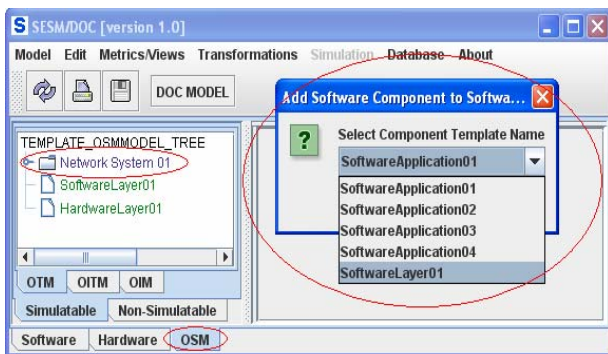 SESM/DOC [version 1.0]
Model Edit Metrics/Views Transformations Simulation Database About
DOC MODEL
TEMPLATE_OSMMODEL_TREE
Network System 01
SoftwareLayer01
HardwareLayer01
OTM OITM OIM
Simulatable Non-Simulatable
Software Hardware OSM
Add Software Component to Softwa...
?
Select Component Template Name
SoftwareApplication01
SoftwareApplication01
SoftwareApplication02
SoftwareApplication03
SoftwareApplication04
SoftwareLayer01